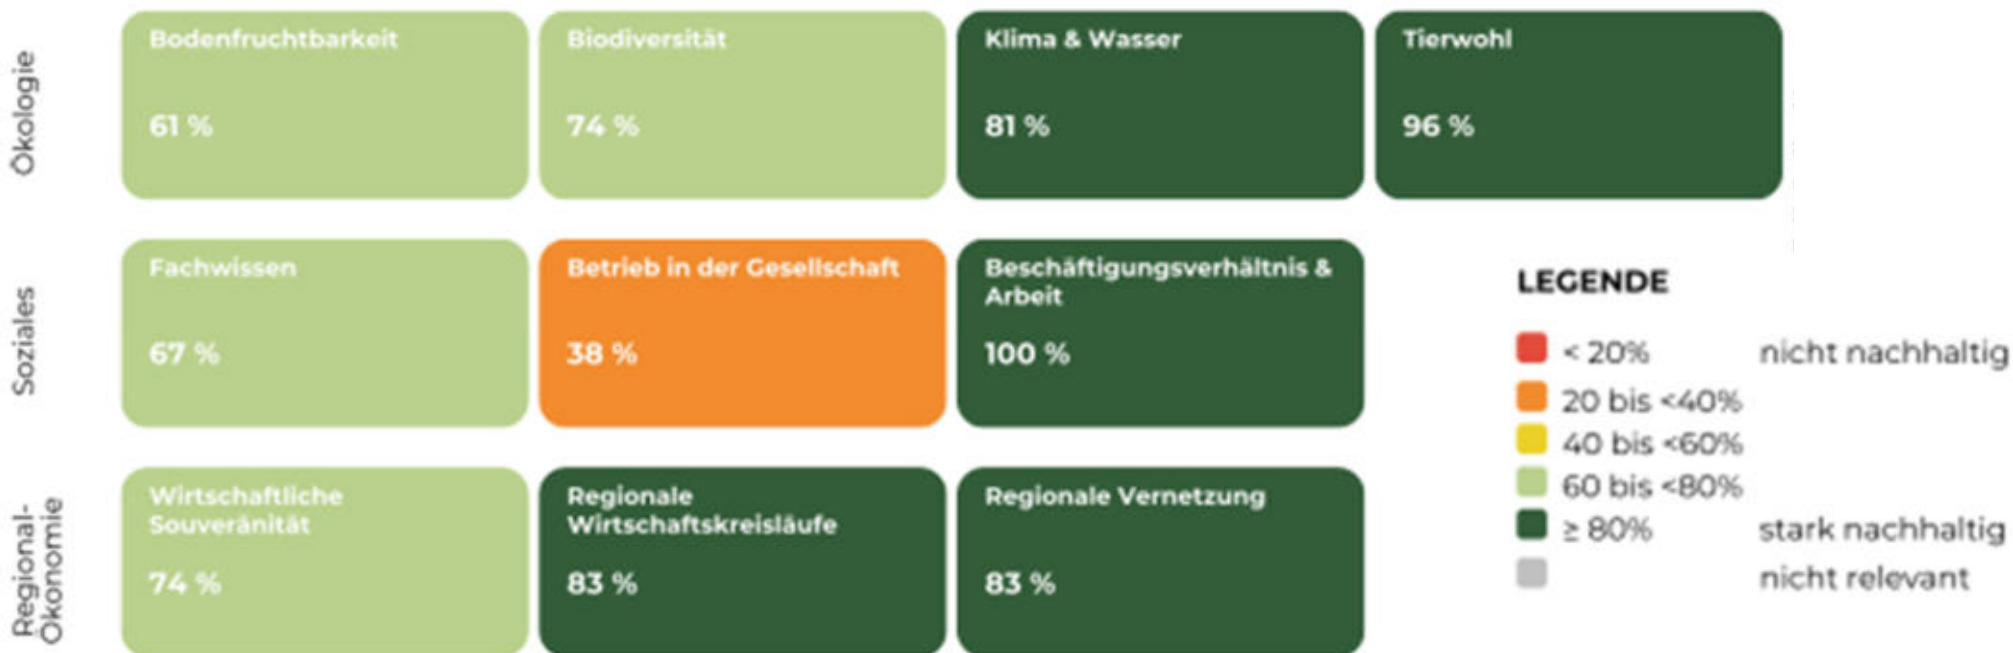 Ökologie
Bodenfruchtbarkeit
61 %
Biodiversität
74 %
Klima & Wasser
81 %
Tierwohl
96 %
Soziales
Fachwissen
67 %
Betrieb in der Gesellschaft
38 %
Beschäftigungsverhältnis &
Arbeit
100 %
Regional-
Ökonomie
Wirtschaftliche
Souveränität
74 %
Regionale
Wirtschaftskreisläufe
83 %
Regionale Vernetzung
83 %
LEGENDE
< 20% nicht nachhaltig
20 bis <40%
40 bis <60%
60 bis <80%
≥ 80% stark nachhaltig
nicht relevant